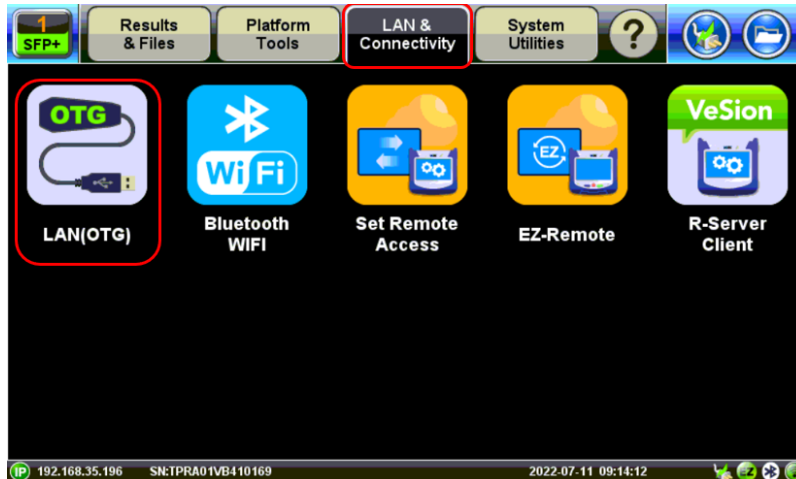 1
SFP+
Results
& Files
Platform
Tools
LAN &
Connectivity
System
Utilities
?
OTG
WiFi
EZ
VeSion
LAN(OTG)
Bluetooth
WIFI
Set Remote
Access
EZ-Remote
R-Server
Client
IP 192.168.35.196 SN:TPRA01VB410169 2022-07-11 09:14:12 EZ